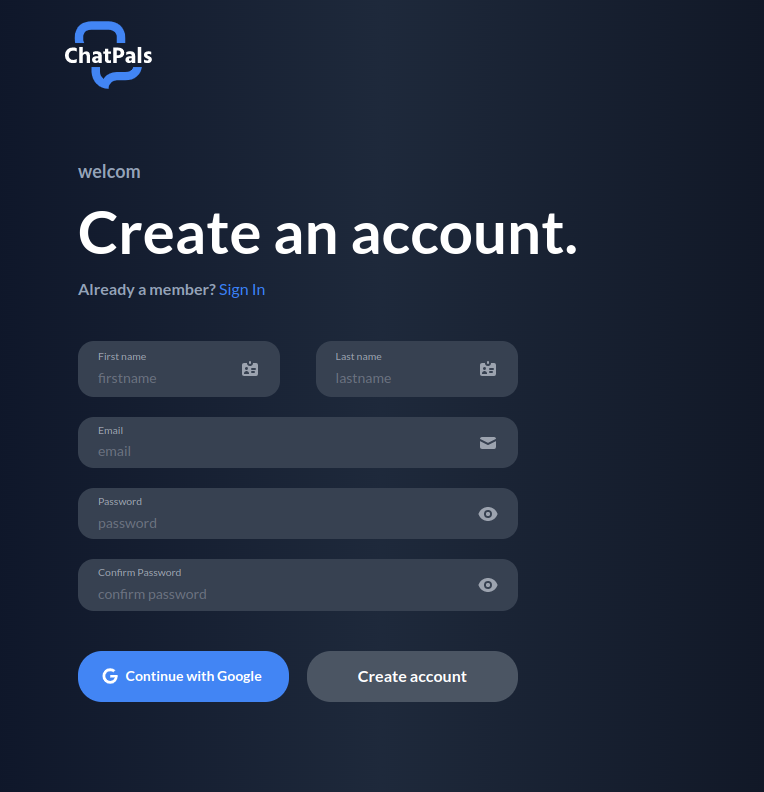 ChatPals
welcom
Create an account.
Already a member? Sign In
First name
firstname
Last name
lastname
Email
email
Password
password
Confirm Password
confirm password
Continue with Google
Create account